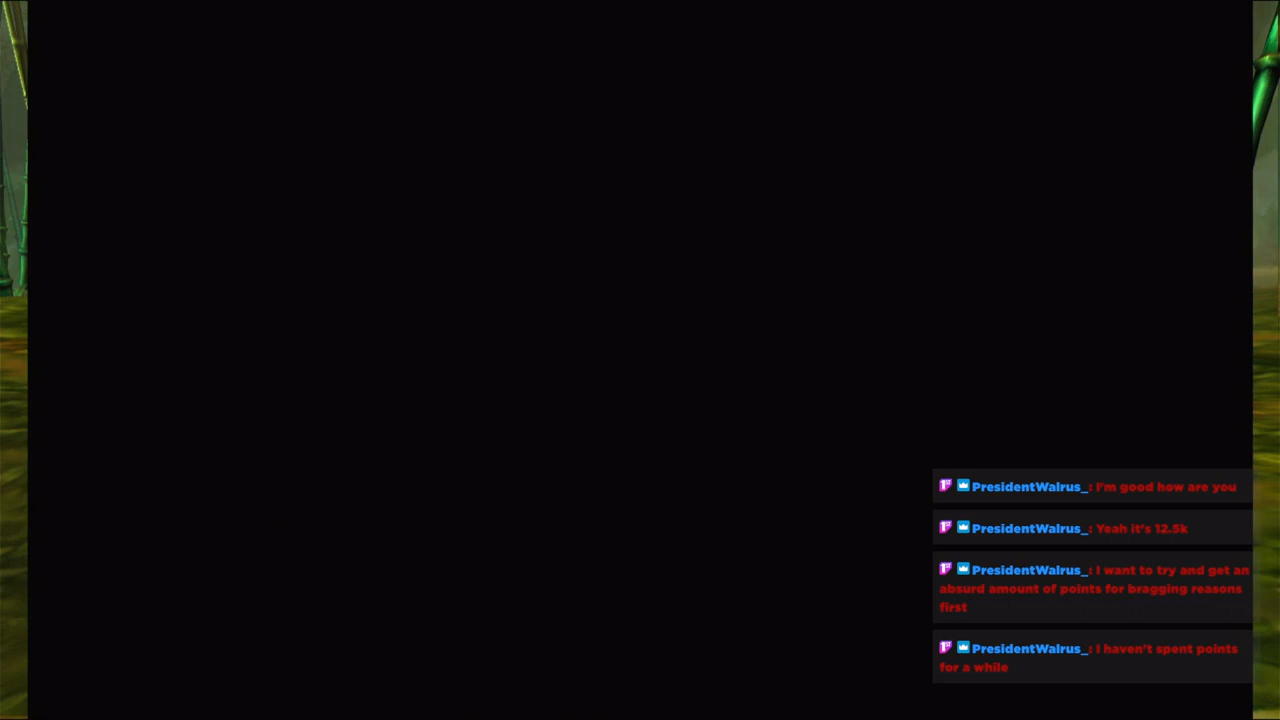 PresidentWalrus_: I'm good how are you
PresidentWalrus_: Yeah it's 12.5k
PresidentWalrus_: I want to try and get an
absurd amount of points for bragging reasons
first
PresidentWalrus_: I haven't spent points
for a while